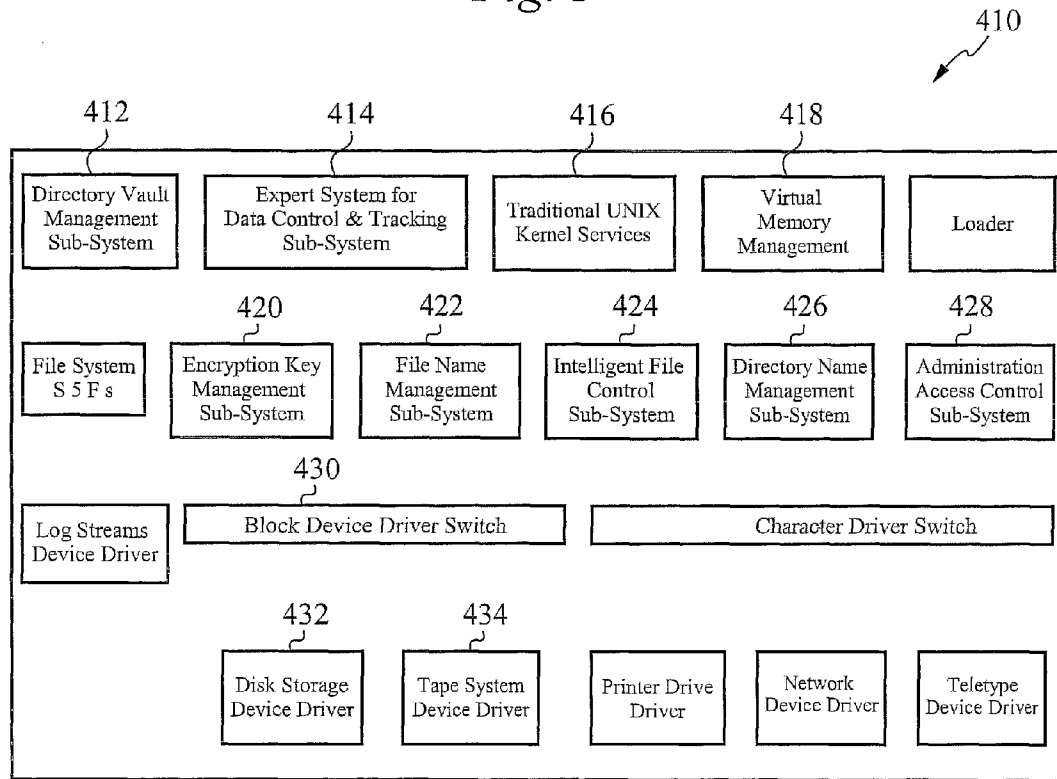 410
412 414 416 418
Directory Vault
Management
Sub-System
Expert System for
Data Control & Tracking
Sub-System
Traditional UNIX
Kernel Services
Virtual
Memory
Management
Loader
420 422 424 426 428
File System
S 5 F s
Encryption Key
Management
Sub-System
File Name
Management
Sub-System
Intelligent File
Control
Sub-System
Directory Name
Management
Sub-System
Administration
Access Control
Sub-System
430
Log Streams
Device Driver
Block Device Driver Switch
Character Driver Switch
432 434
Disk Storage
Device Driver
Tape System
Device Driver
Printer Drive
Driver
Network
Device Driver
Teletype
Device Driver